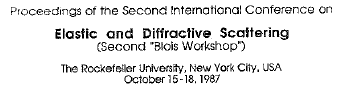 Proceedings of the Second International Conference on
Elastic and Diffractive Scattering
(Second "Blois Workshop")
The Rockefeller University, New York City, USA
October 15-18, 1987